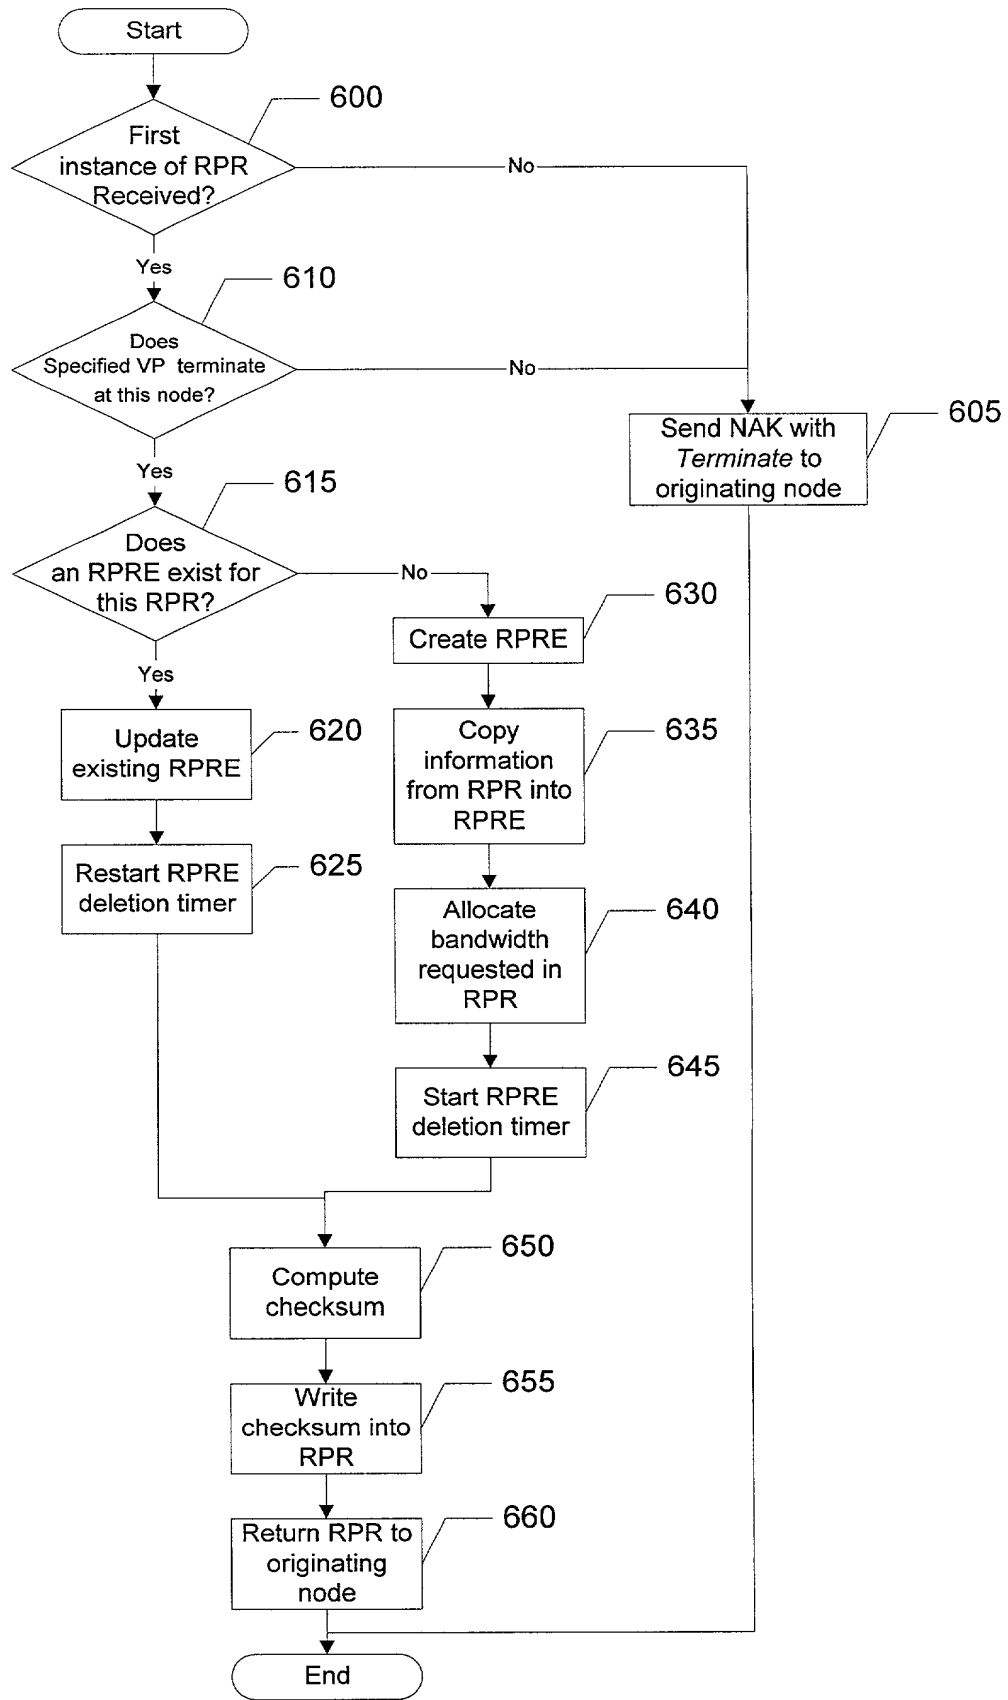 Start
600
First
instance of RPR
Received?
No
Yes
610
Does
Specified VP terminate
at this node?
No
605
Send NAK with
Terminate to
originating node
Yes
615
Does
an RPRE exist for
this RPR?
No
630
Create RPRE
Yes
620
Update
existing RPRE
635
Copy
information
from RPR into
RPRE
625
Restart RPRE
deletion timer
640
Allocate
bandwidth
requested in
RPR
645
Start RPRE
deletion timer
650
Compute
checksum
655
Write
checksum into
RPR
660
Return RPR to
originating
node
End